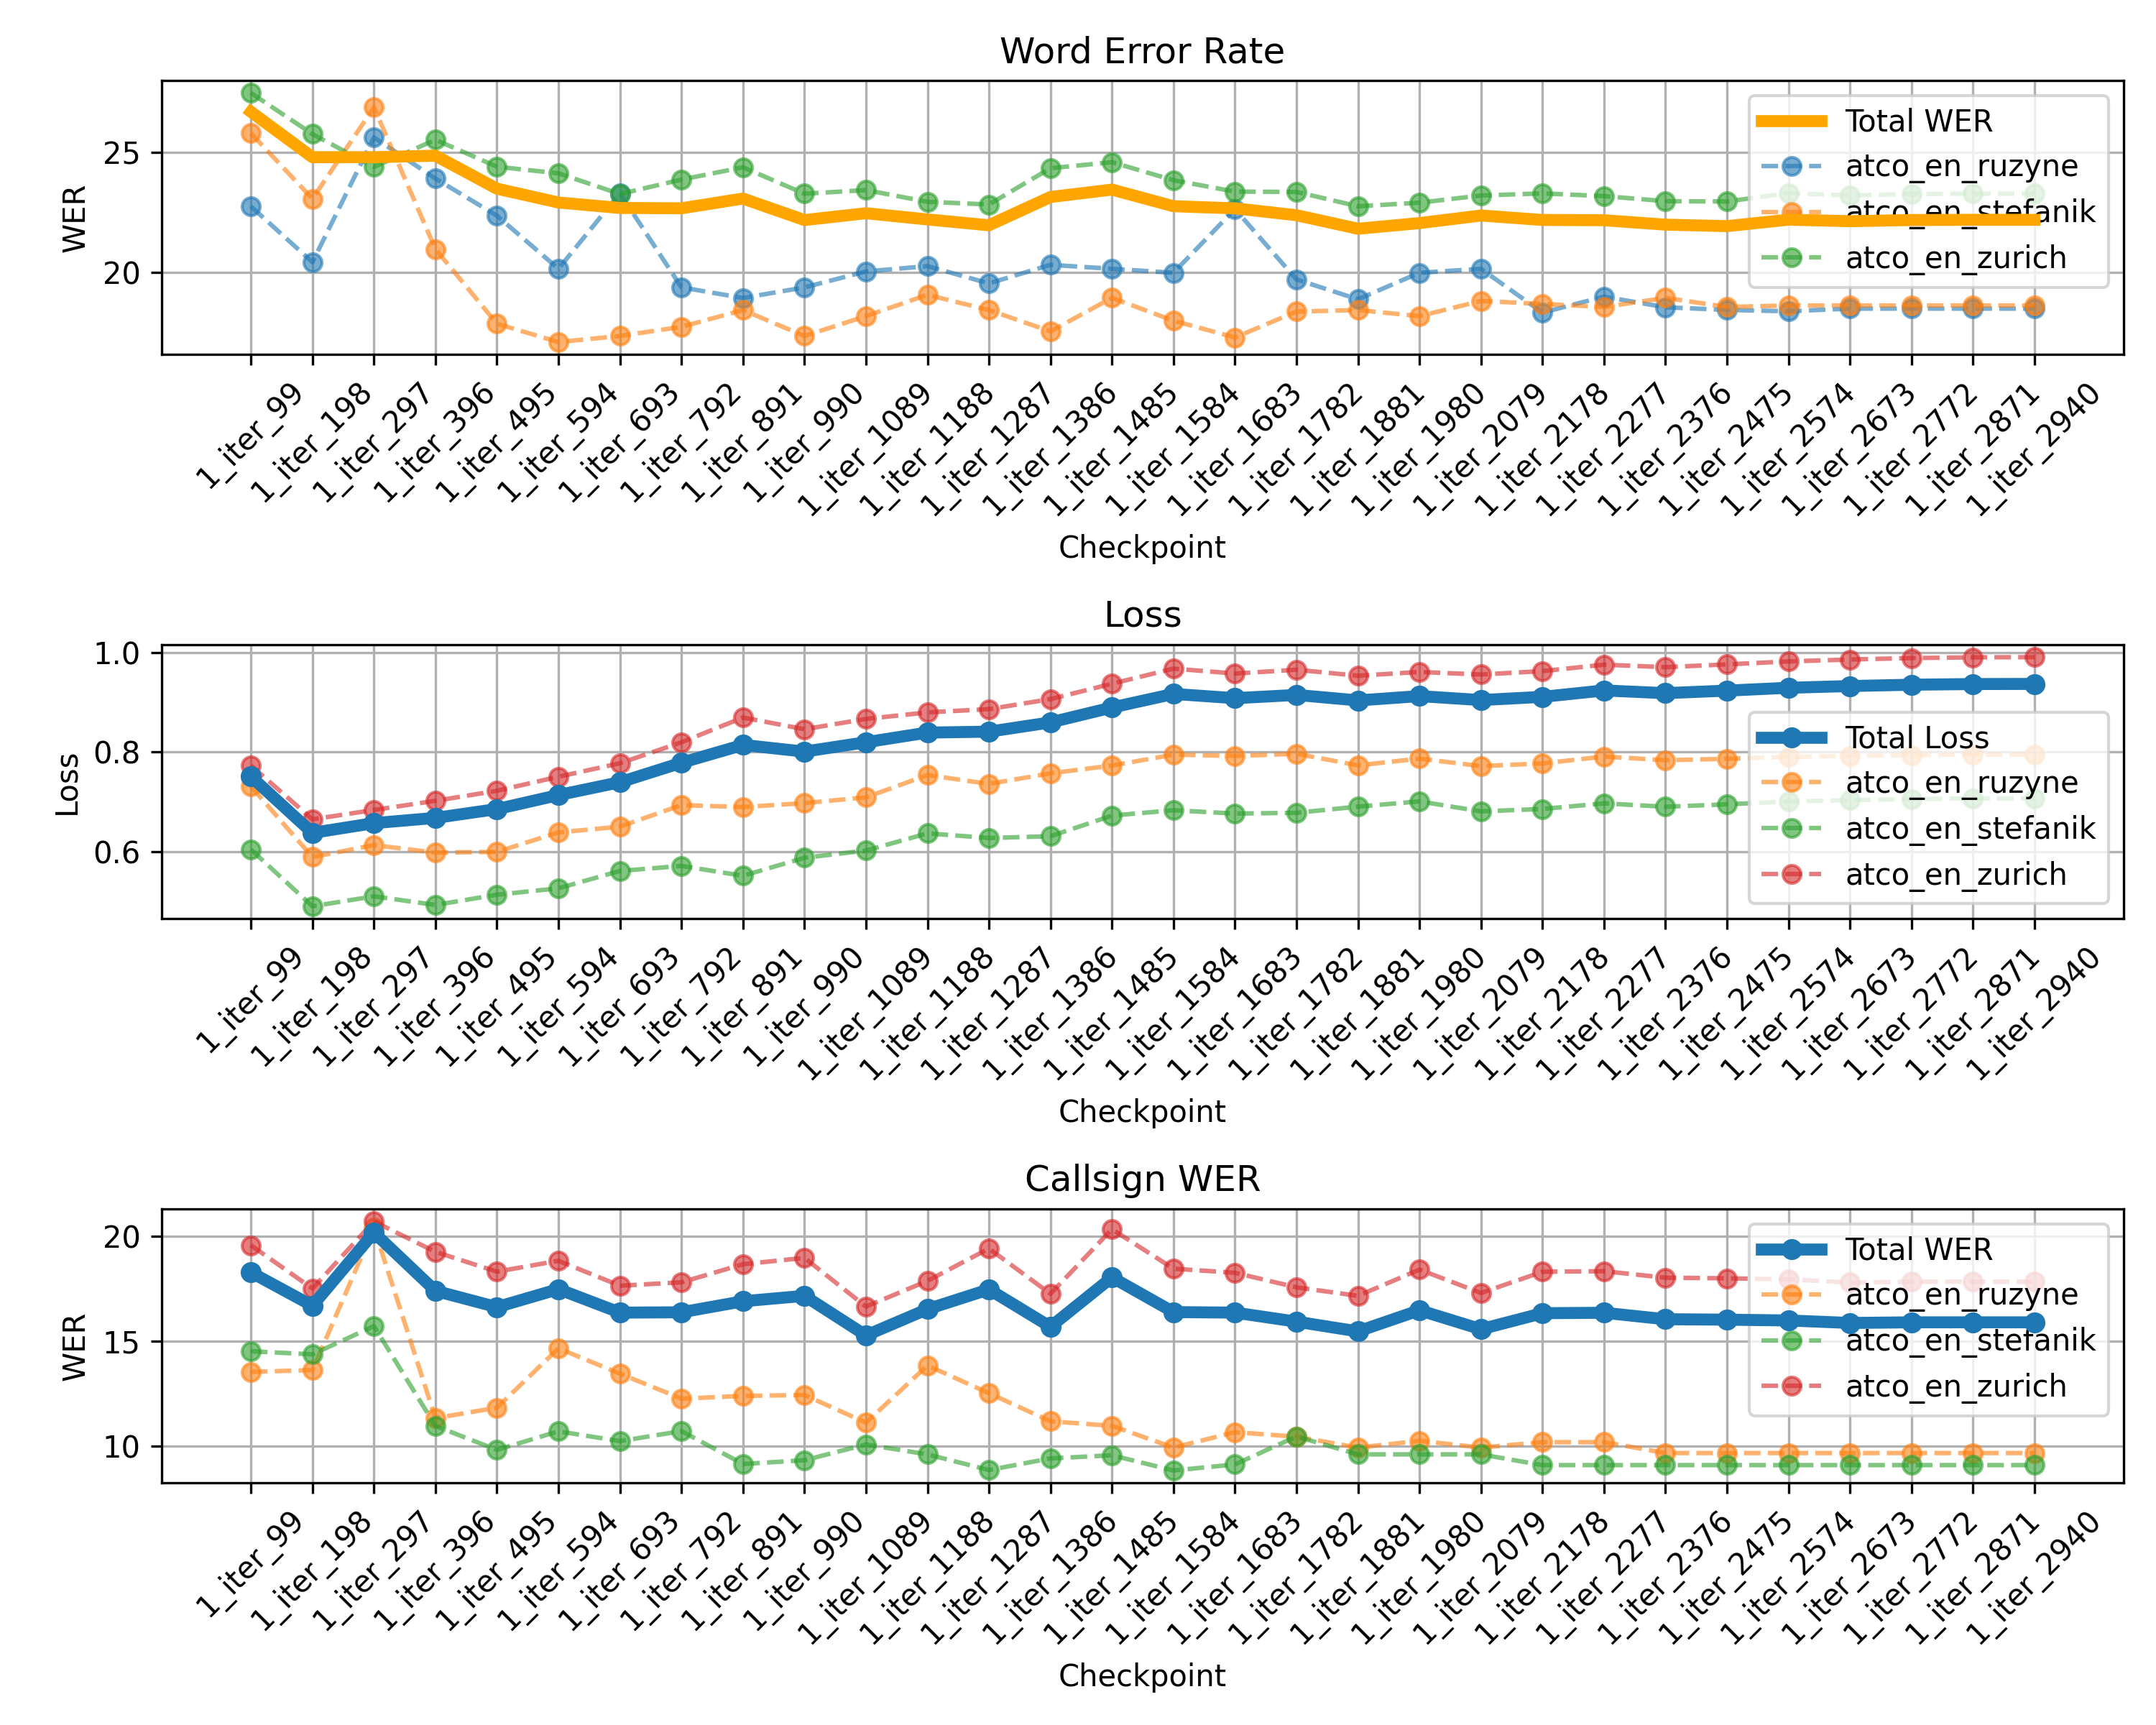 Word Error Rate
WER
25
20
Total WER
atco_en_ruzyne
atco_en_stefanik
atco_en_zurich
1_iter_99
1_iter_198
1_iter_297
1_iter_396
1_iter_495
1_iter_594
1_iter_693
1_iter_792
1_iter_891
1_iter_990
1_iter_1089
1_iter_1188
1_iter_1287
1_iter_1386
1_iter_1485
1_iter_1584
1_iter_1683
1_iter_1782
1_iter_1881
1_iter_1980
1_iter_2079
1_iter_2178
1_iter_2277
1_iter_2376
1_iter_2475
1_iter_2574
1_iter_2673
1_iter_2772
1_iter_2871
1_iter_2940
Checkpoint
Loss
Loss
1.0
0.8
0.6
Total Loss
atco_en_ruzyne
atco_en_stefanik
atco_en_zurich
1_iter_99
1_iter_198
1_iter_297
1_iter_396
1_iter_495
1_iter_594
1_iter_693
1_iter_792
1_iter_891
1_iter_990
1_iter_1089
1_iter_1188
1_iter_1287
1_iter_1386
1_iter_1485
1_iter_1584
1_iter_1683
1_iter_1782
1_iter_1881
1_iter_1980
1_iter_2079
1_iter_2178
1_iter_2277
1_iter_2376
1_iter_2475
1_iter_2574
1_iter_2673
1_iter_2772
1_iter_2871
1_iter_2940
Checkpoint
Callsign WER
WER
20
15
10
Total WER
atco_en_ruzyne
atco_en_stefanik
atco_en_zurich
1_iter_99
1_iter_198
1_iter_297
1_iter_396
1_iter_495
1_iter_594
1_iter_693
1_iter_792
1_iter_891
1_iter_990
1_iter_1089
1_iter_1188
1_iter_1287
1_iter_1386
1_iter_1485
1_iter_1584
1_iter_1683
1_iter_1782
1_iter_1881
1_iter_1980
1_iter_2079
1_iter_2178
1_iter_2277
1_iter_2376
1_iter_2475
1_iter_2574
1_iter_2673
1_iter_2772
1_iter_2871
1_iter_2940
Checkpoint